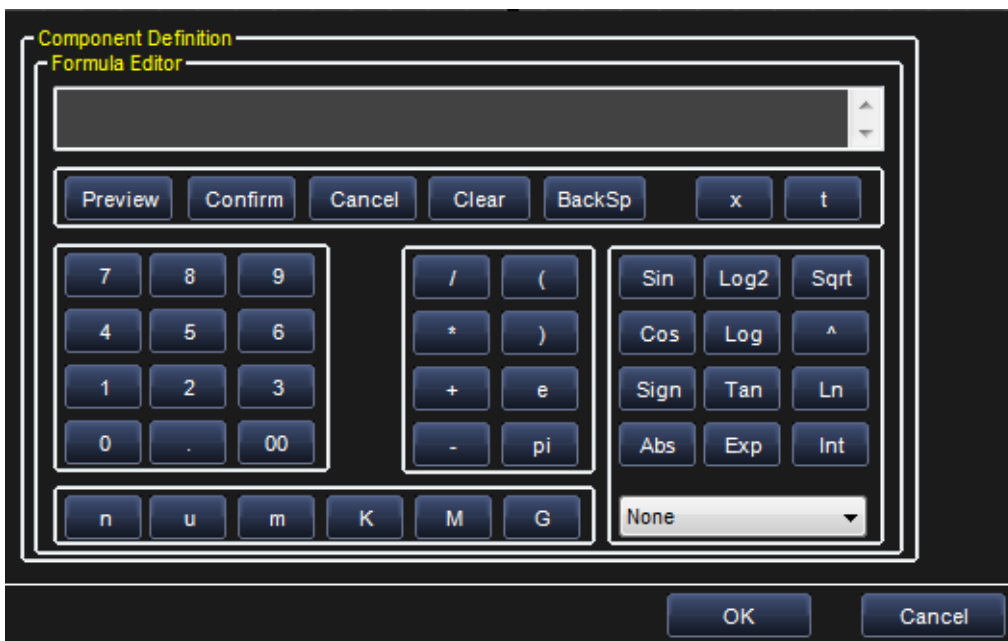 Component Definition
Formula Editor
Preview Confirm Cancel Clear BackSp x t
7 8 9 / ( Sin Log2 Sqrt
4 5 6 * ) Cos Log ^
1 2 3 + e Sign Tan Ln
0 . 00 - pi Abs Exp Int
n u m K M G None
OK Cancel